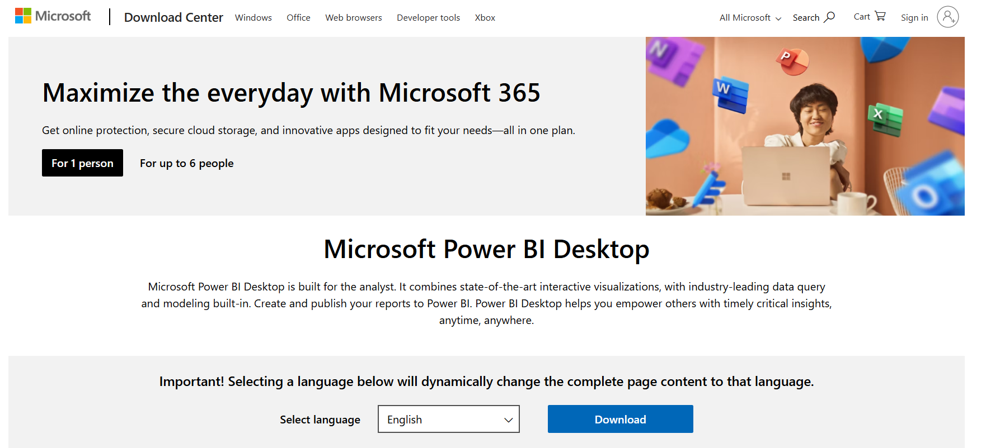 Microsoft
Download Center
Windows
Office
Web browsers
Developer tools
Xbox
All Microsoft
Search
Cart
Sign in
Maximize the everyday with Microsoft 365
Get online protection, secure cloud storage, and innovative apps designed to fit your needs—all in one plan.
For 1 person
For up to 6 people
N
W
P
X
O
Microsoft Power BI Desktop
Microsoft Power BI Desktop is built for the analyst. It combines state-of-the-art interactive visualizations, with industry-leading data query
and modeling built-in. Create and publish your reports to Power BI. Power BI Desktop helps you empower others with timely critical insights,
anytime, anywhere.
Important! Selecting a language below will dynamically change the complete page content to that language.
Select language
English
Download